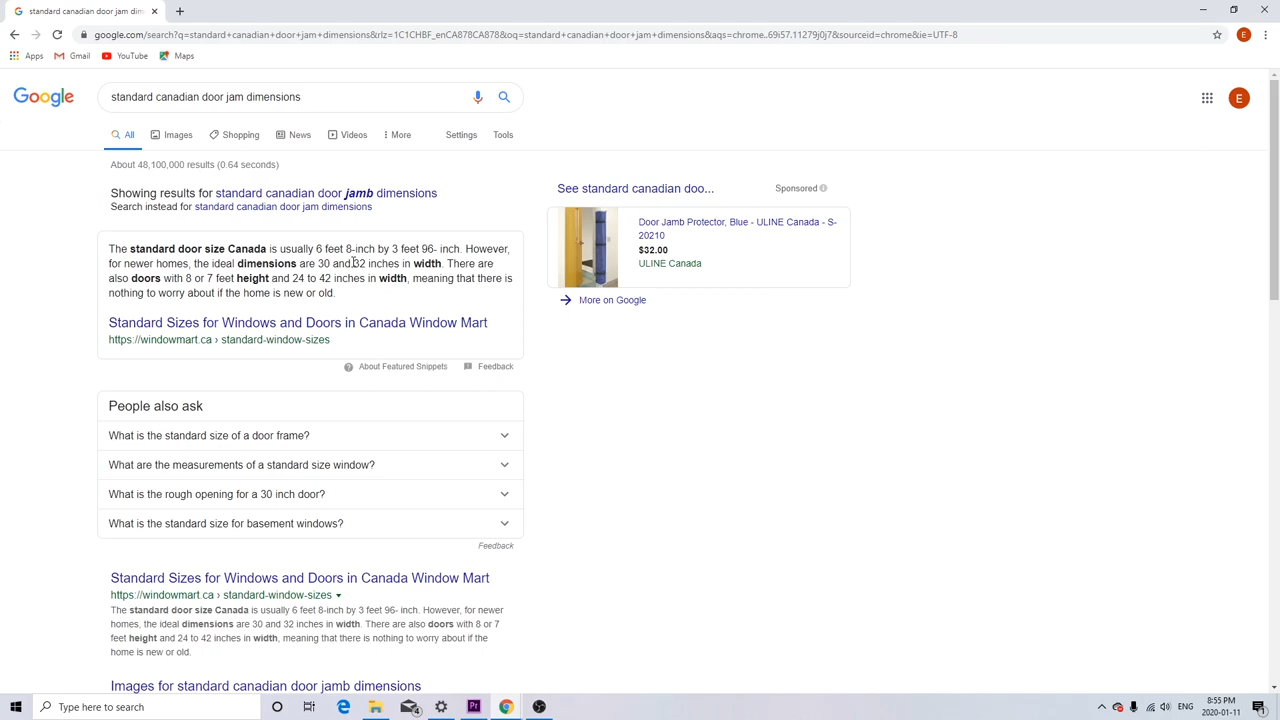 standard canadian door jam dim
google.com/search?q=standard+canadian+door+jam+dimensions&rlz=1C1CHBF_enCA878CA878&oq=standard+canadian+door+jam+dimensions&aqs=chrome..69i57.11279j0j7&sourceid=chrome&ie=UTF-8
E
Apps Gmail YouTube Maps
Google
standard canadian door jam dimensions
E
All Images Shopping News Videos More Settings Tools
About 48,100,000 results (0.64 seconds)
Showing results for standard canadian door jamb dimensions
Search instead for standard canadian door jam dimensions
The standard door size Canada is usually 6 feet 8-inch by 3 feet 96- inch. However,
for newer homes, the ideal dimensions are 30 and 32 inches in width. There are
also doors with 8 or 7 feet height and 24 to 42 inches in width, meaning that there is
nothing to worry about if the home is new or old.
Standard Sizes for Windows and Doors in Canada Window Mart
https://windowmart.ca › standard-window-sizes
About Featured Snippets Feedback
See standard canadian doo...
Sponsored
Door Jamb Protector, Blue - ULINE Canada - S-
20210
$32.00
ULINE Canada
More on Google
People also ask
What is the standard size of a door frame?
What are the measurements of a standard size window?
What is the rough opening for a 30 inch door?
What is the standard size for basement windows?
Feedback
Standard Sizes for Windows and Doors in Canada Window Mart
https://windowmart.ca › standard-window-sizes
The standard door size Canada is usually 6 feet 8-inch by 3 feet 96- inch. However, for newer
homes, the ideal dimensions are 30 and 32 inches in width. There are also doors with 8 or 7
feet height and 24 to 42 inches in width, meaning that there is nothing to worry about if the
home is new or old.
Images for standard canadian door jamb dimensions
Type here to search
4
Pr
ENG
8:55 PM
2020-01-11
1